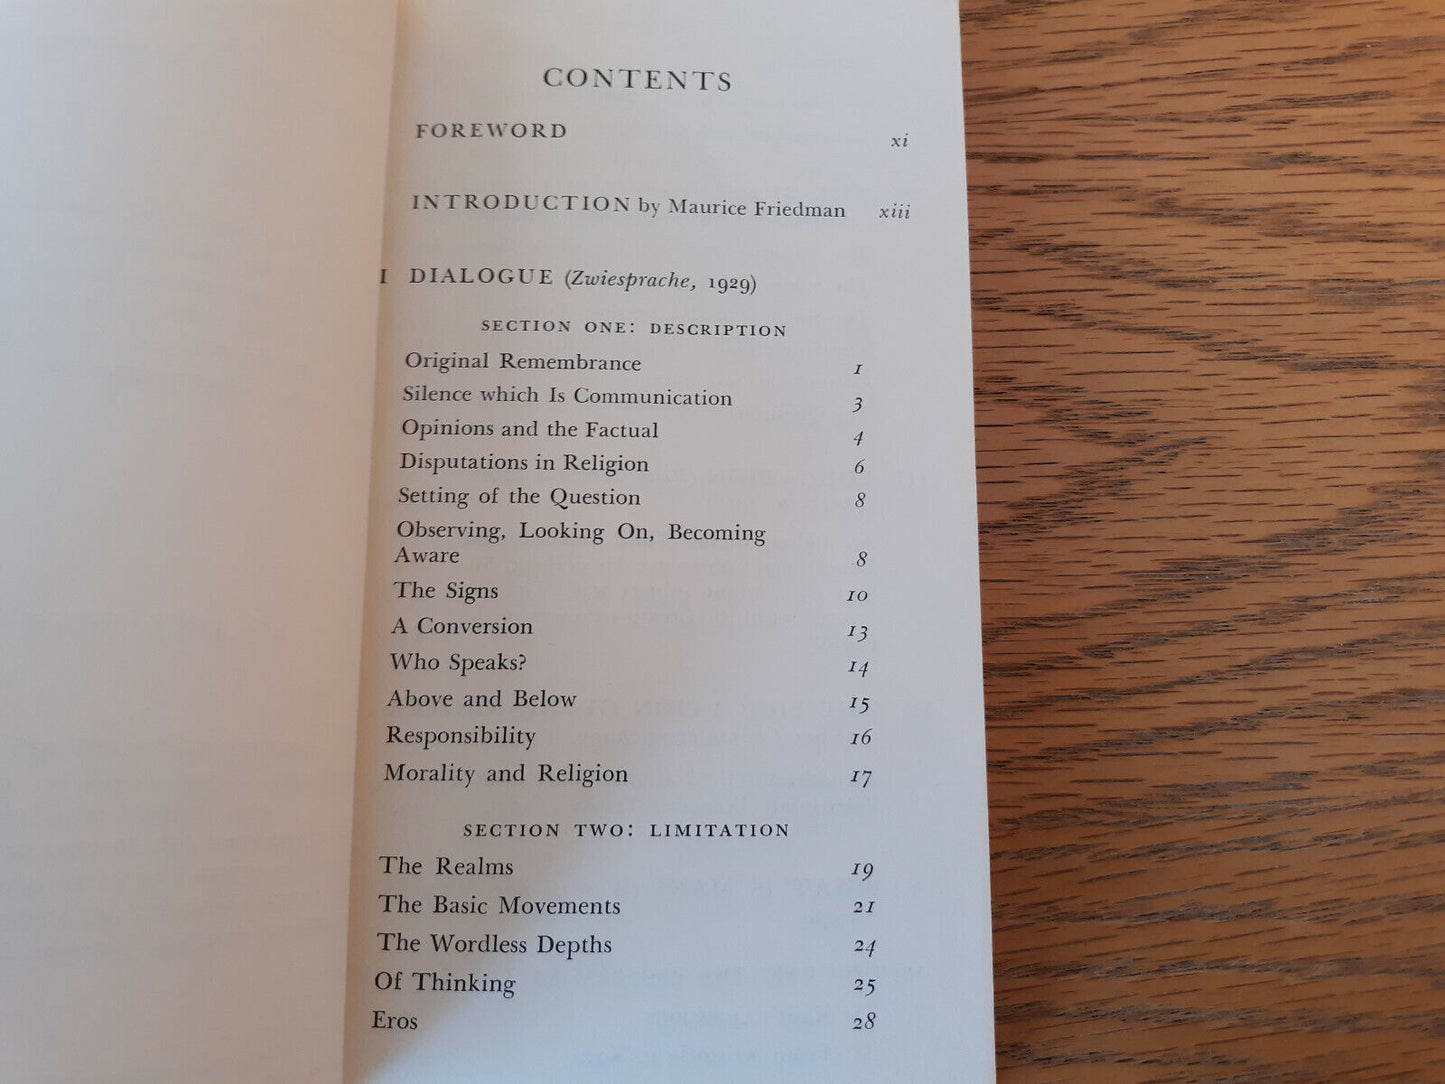 CONTENTS
FOREWORD xi
INTRODUCTION by Maurice Friedman xiii
I DIALOGUE (Zwiesprache, 1929)
SECTION ONE: DESCRIPTION
Original Remembrance 1
Silence which Is Communication 3
Opinions and the Factual 4
Disputations in Religion 6
Setting of the Question 8
Observing, Looking On, Becoming
Aware 8
The Signs 10
A Conversion 13
Who Speaks? 14
Above and Below 15
Responsibility 16
Morality and Religion 17
SECTION TWO: LIMITATION
The Realms 19
The Basic Movements 21
The Wordless Depths 24
Of Thinking 25
Eros 28